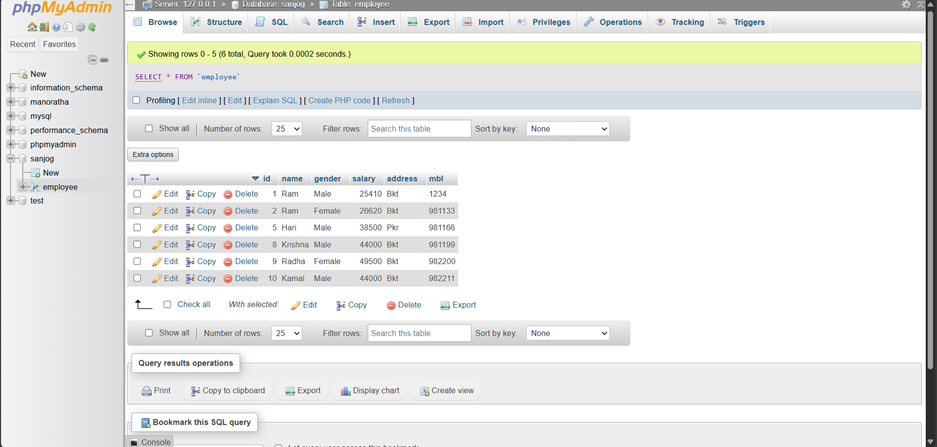 phpMyAdmin
Recent Favorites
New
information_schema
manoratha
mysql
performance_schema
phpmyadmin
sanjog
New
employee
test
Server: 127.0.0.1 » Database: sanjog » Table: employee
Browse Structure SQL Search Insert Export Import Privileges Operations Tracking Triggers
Showing rows 0 - 5 (6 total, Query took 0.0002 seconds.)
SELECT * FROM `employee`
Profiling [ Edit inline ] [ Edit ] [ Explain SQL ] [ Create PHP code ] [ Refresh ]
Show all Number of rows: 25 Filter rows: Search this table Sort by key: None
Extra options
id name gender salary address mbl
Edit Copy Delete 1 Ram Male 25410 Bkt 1234
Edit Copy Delete 2 Ram Female 26620 Bkt 981133
Edit Copy Delete 5 Hari Male 38500 Pkr 981166
Edit Copy Delete 8 Krishna Male 44000 Bkt 981199
Edit Copy Delete 9 Radha Female 49500 Bkt 982200
Edit Copy Delete 10 Kamal Male 44000 Bkt 982211
Check all With selected: Edit Copy Delete Export
Show all Number of rows: 25 Filter rows: Search this table Sort by key: None
Query results operations
Print Copy to clipboard Export Display chart Create view
Bookmark this SQL query
Console